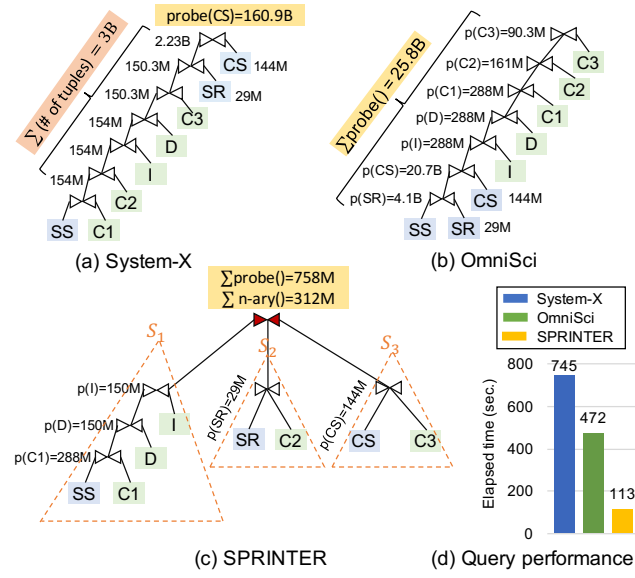 ∑ (# of tuples) = 3B
probe(CS)=160.9B
2.23B
CS 144M
150.3M
SR 29M
150.3M
C3
154M
D
154M
I
154M
C2
SS C1
(a) System-X
∑probe() = 25.8B
p(C3)=90.3M
C3
p(C2)=161M
C2
p(C1)=288M
C1
p(D)=288M
D
p(I)=288M
I
p(CS)=20.7B
CS 144M
p(SR)=4.1B
SS SR 29M
(b) OmniSci
∑probe()=758M
∑ n-ary()=312M
S1
p(I)=150M
I
p(D)=150M
D
p(C1)=288M
SS C1
S2
p(SR)=29M
SR C2
S3
p(CS)=144M
CS C3
(c) SPRINTER
System-X
OmniSci
SPRINTER
Elapsed time (sec.)
800
600
400
200
0
745
472
113
(d) Query performance